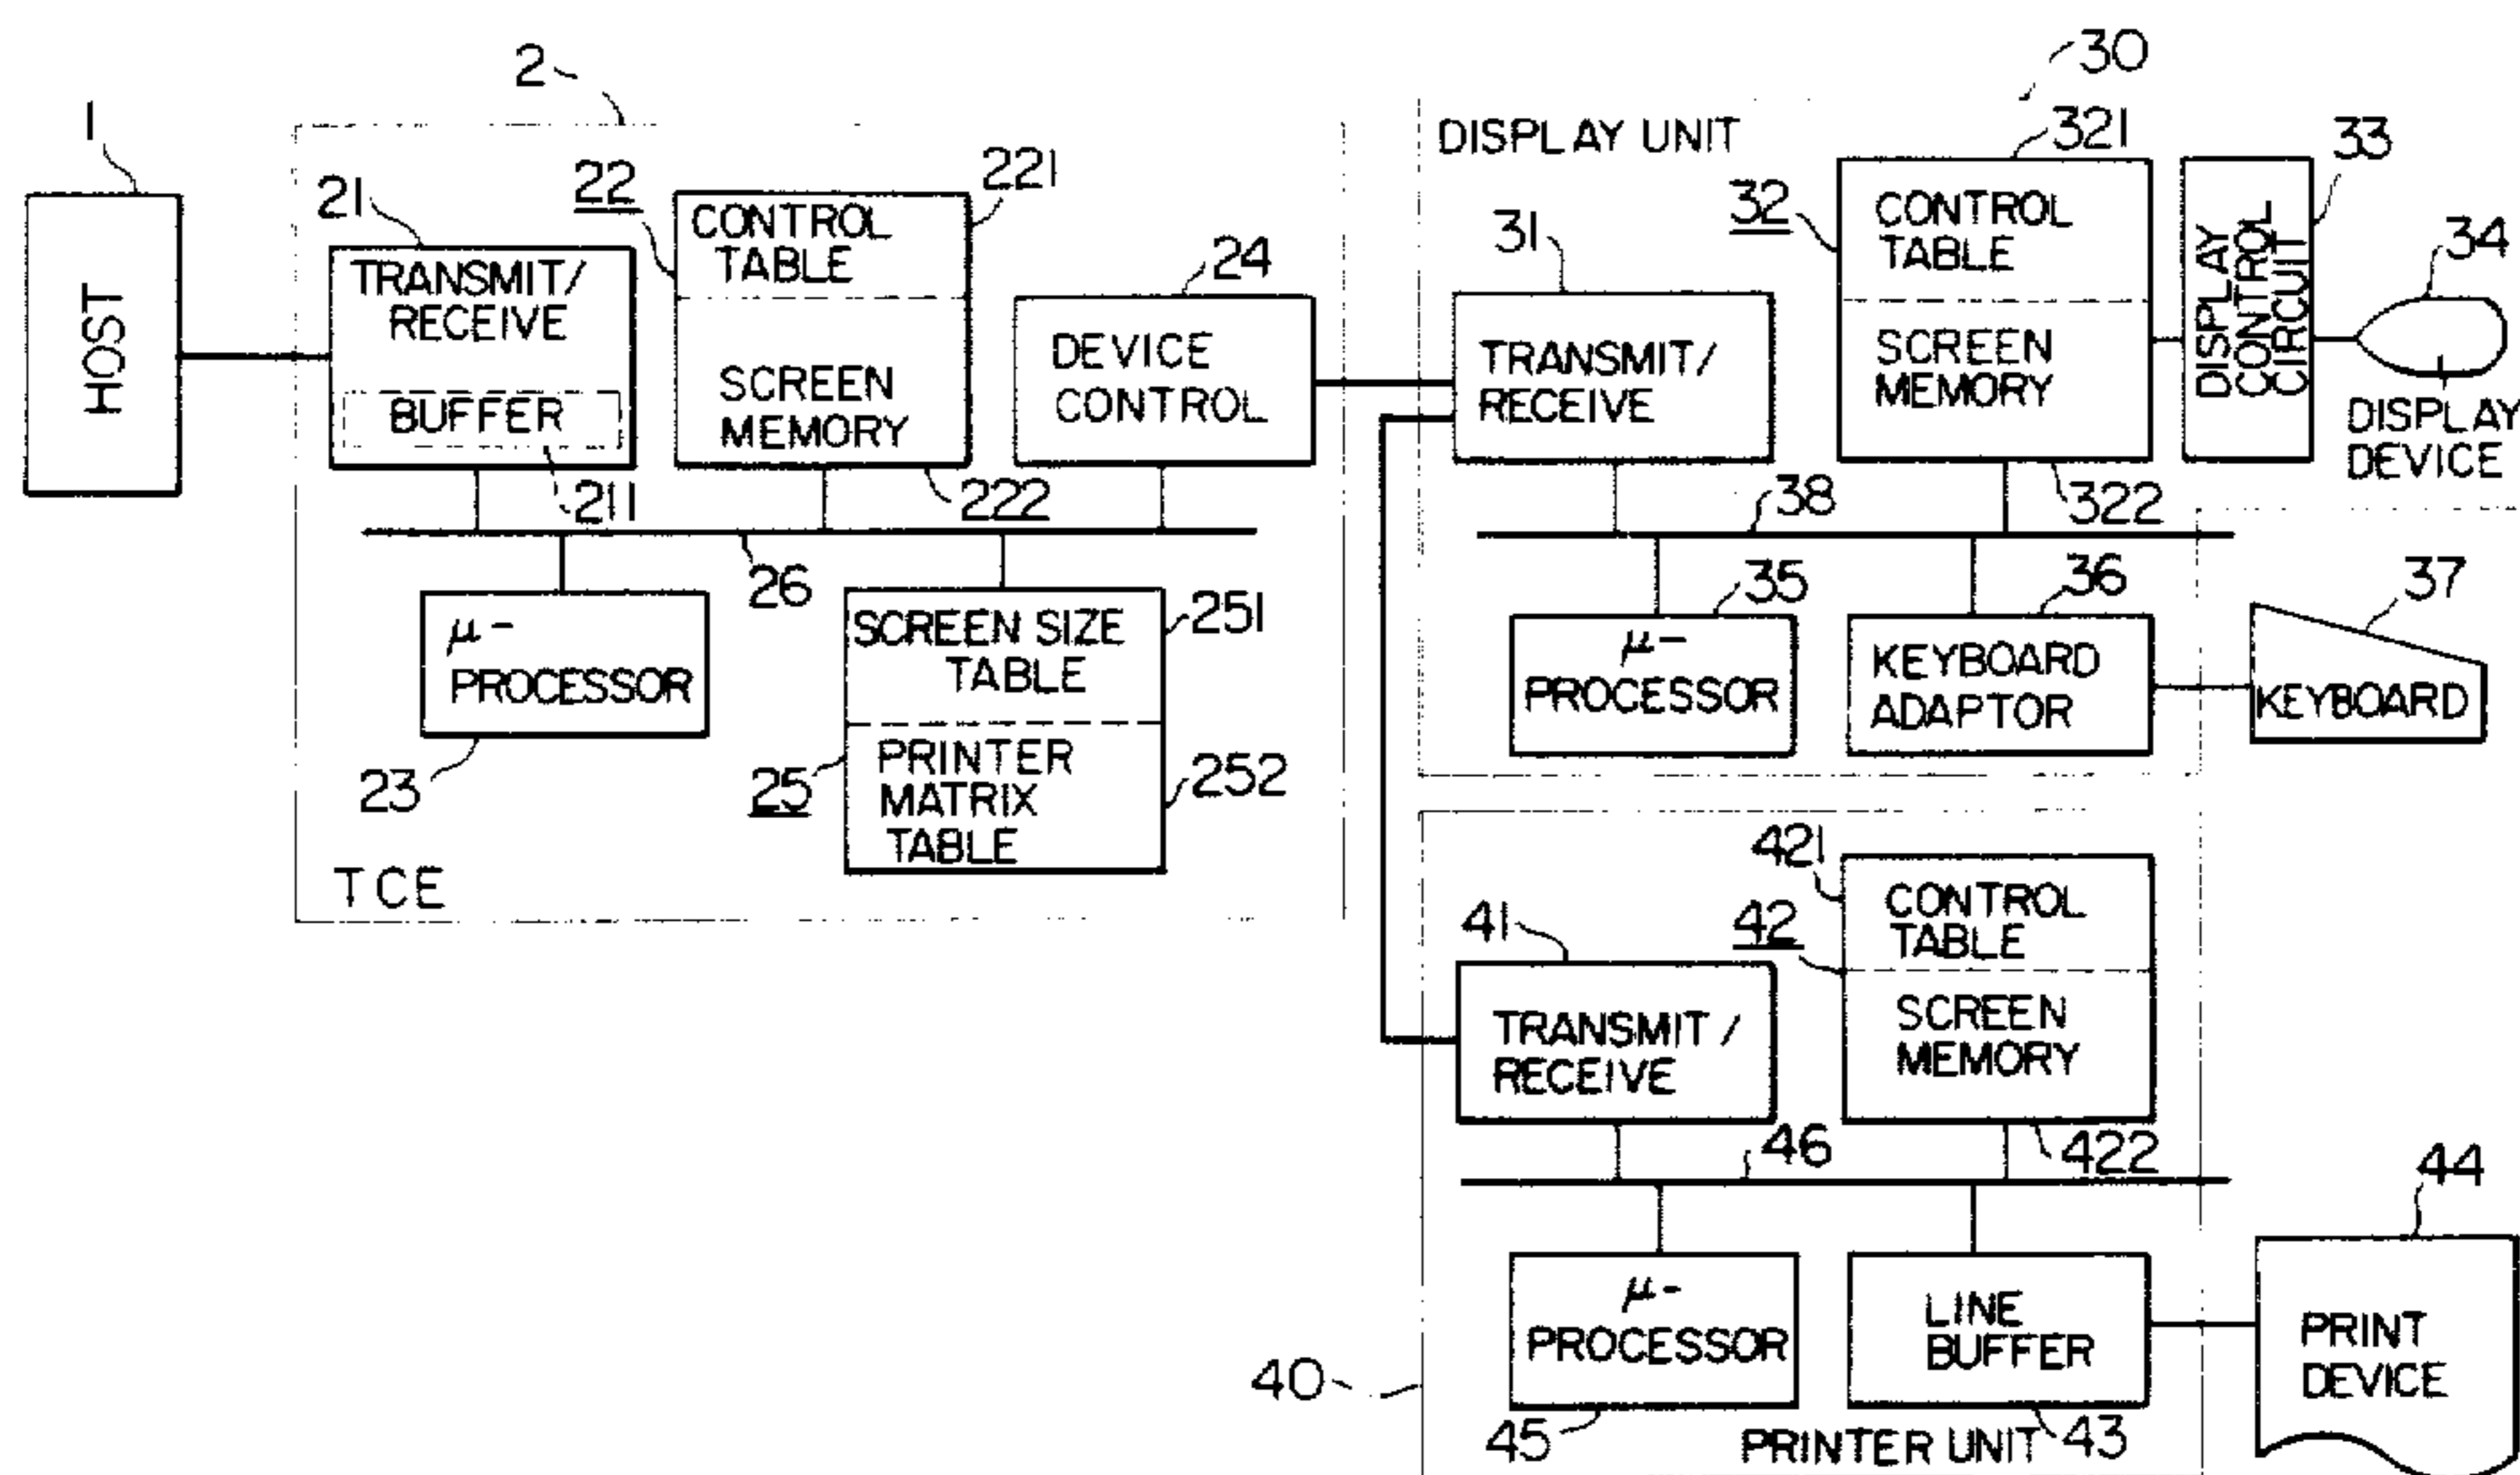 1
HOST
2
21
TRANSMIT/
RECEIVE
BUFFER
211
22
221
CONTROL
TABLE
SCREEN
MEMORY
222
24
DEVICE
CONTROL
26
μ-
PROCESSOR
23
SCREEN SIZE
TABLE
251
25
PRINTER
MATRIX
TABLE
252
TCE
30
DISPLAY UNIT
31
TRANSMIT/
RECEIVE
32
321
CONTROL
TABLE
SCREEN
MEMORY
322
33
DISPLAY
CONTROL
CIRCUIT
34
DISPLAY
DEVICE
38
35
μ-
PROCESSOR
36
KEYBOARD
ADAPTOR
37
KEYBOARD
41
TRANSMIT/
RECEIVE
421
42
CONTROL
TABLE
SCREEN
MEMORY
422
46
40
μ-
PROCESSOR
45
LINE
BUFFER
43
PRINTER UNIT
44
PRINT
DEVICE